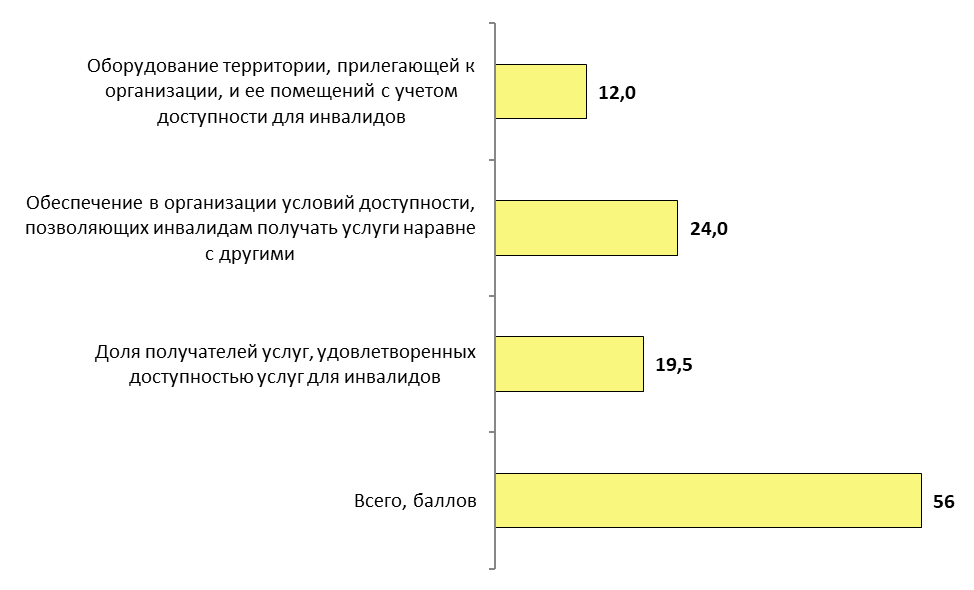 Оборудование территории, прилегающей к
организации, и ее помещений с учетом
доступности для инвалидов
12,0
Обеспечение в организации условий доступности,
позволяющих инвалидам получать услуги наравне
с другими
24,0
Доля получателей услуг, удовлетворенных
доступностью услуг для инвалидов
19,5
Всего, баллов
56